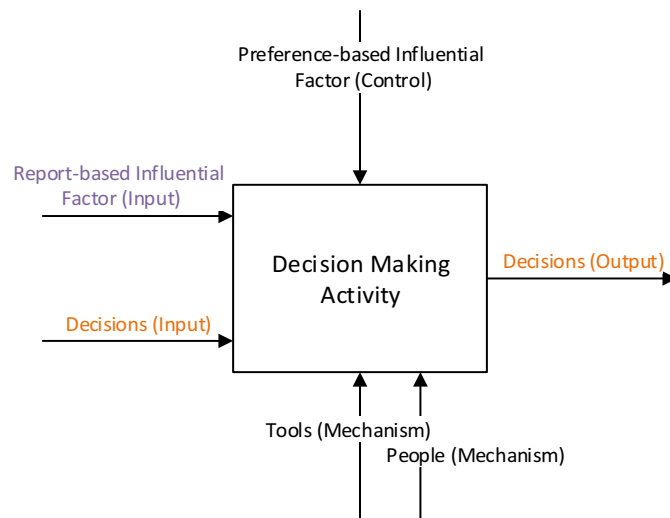 Preference-based Influential
Factor (Control)
Report-based Influential
Factor (Input)
Decision Making
Activity
Decisions (Output)
Decisions (Input)
Tools (Mechanism)
People (Mechanism)